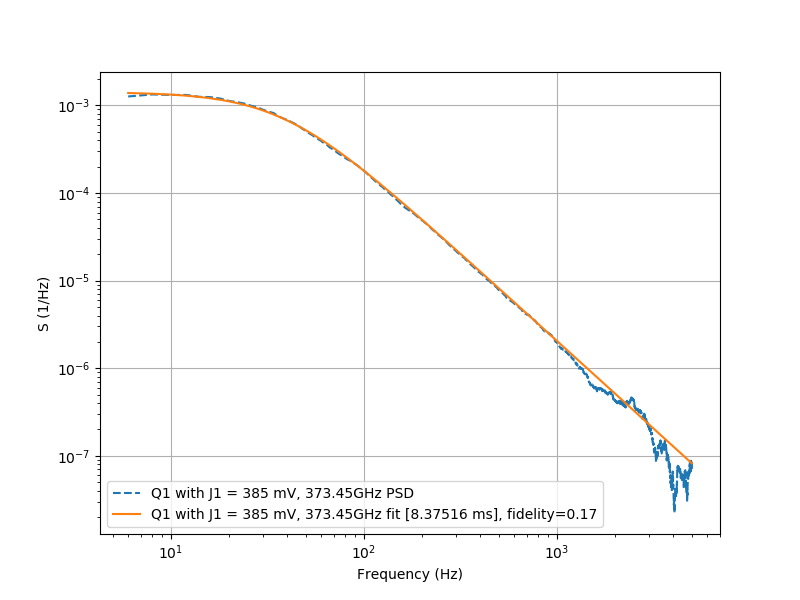 10⁻³
10⁻⁴
10⁻⁵
10⁻⁶
10⁻⁷
S (1/Hz)
Q1 with J1 = 385 mV, 373.45GHz PSD
Q1 with J1 = 385 mV, 373.45GHz fit [8.37516 ms], fidelity=0.17
10¹ 10² 10³
Frequency (Hz)